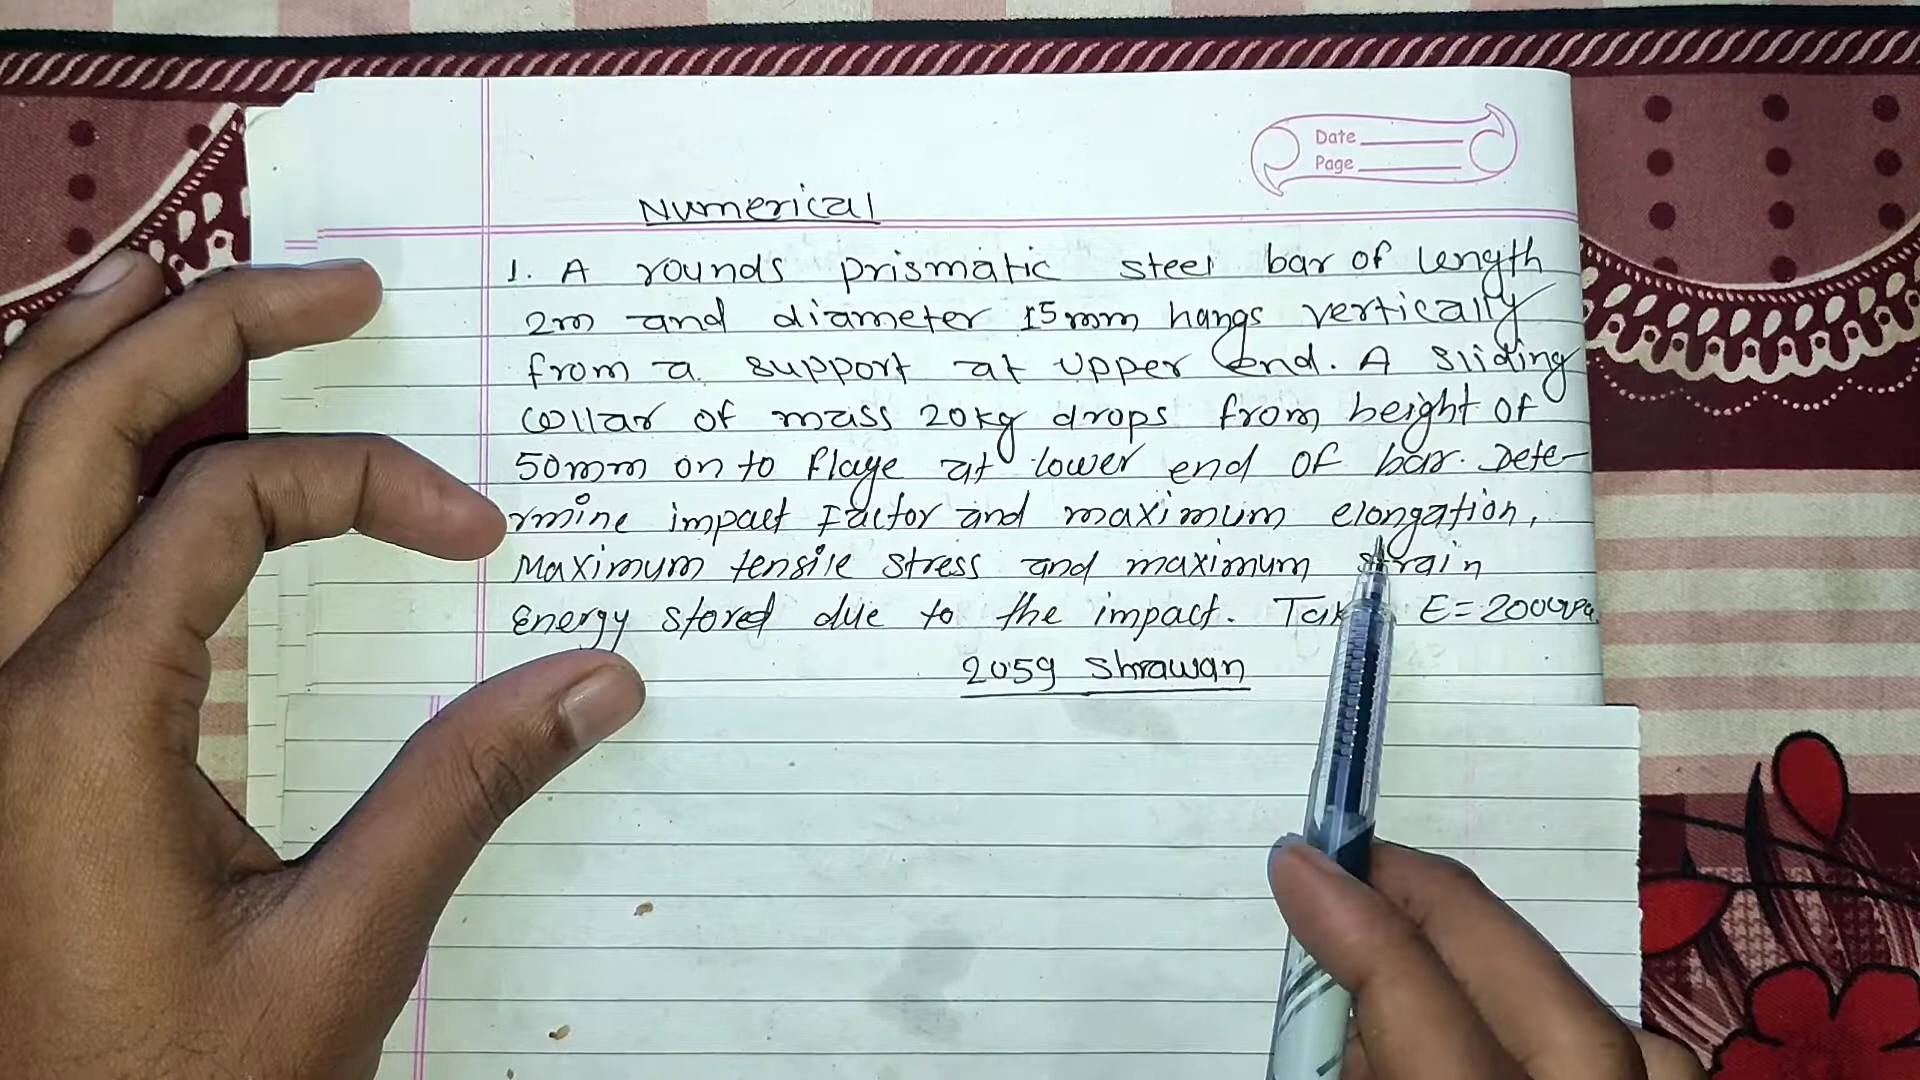 Date
Page
Numerical
1. A rounds prismatic steel bar of length
2m and diameter 15mm hangs vertically
from a support at upper end. A sliding
collar of mass 20kg drops from height of
50mm on to flage at lower end of bar. Dete-
rmine impact Factor and maximum elongation,
Maximum tensile stress and maximum strain
Energy stored due to the impact. E=200GPa.
2059 Shrawan